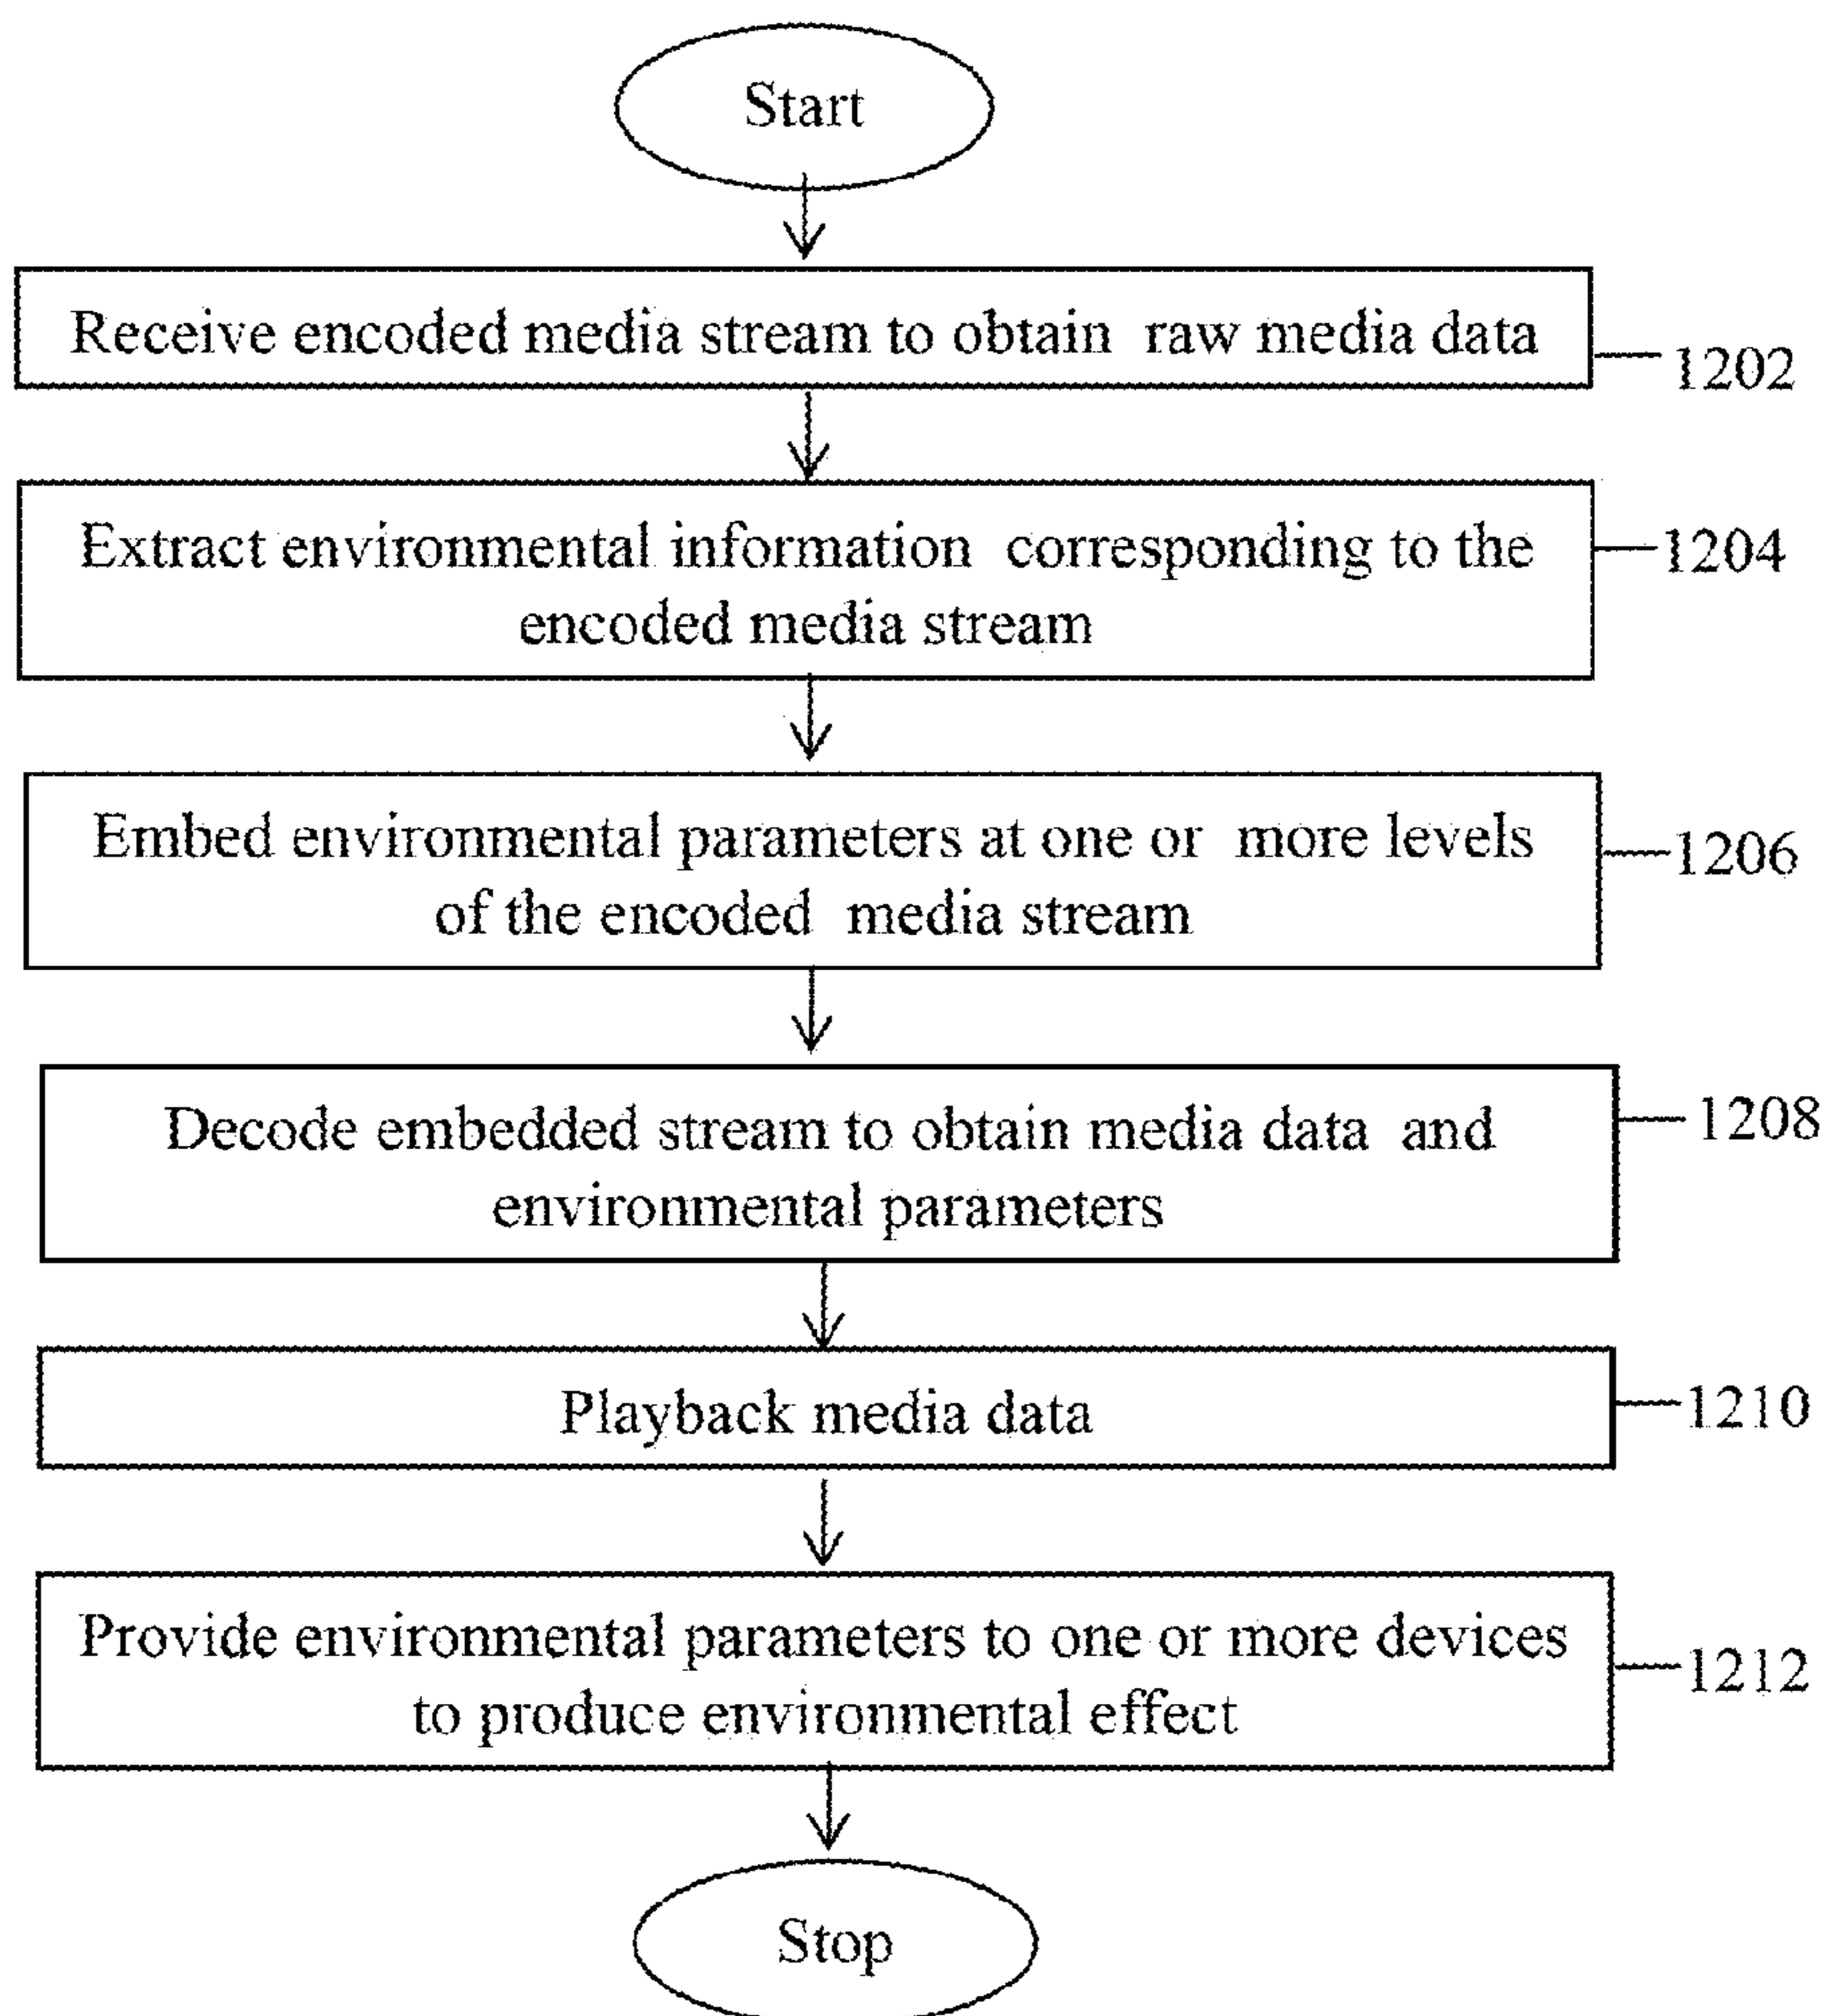 Start
Receive encoded media stream to obtain raw media data
1202
Extract environmental information corresponding to the
encoded media stream
1204
Embed environmental parameters at one or more levels
of the encoded media stream
1206
Decode embedded stream to obtain media data and
environmental parameters
1208
Playback media data
1210
Provide environmental parameters to one or more devices
to produce environmental effect
1212
Stop